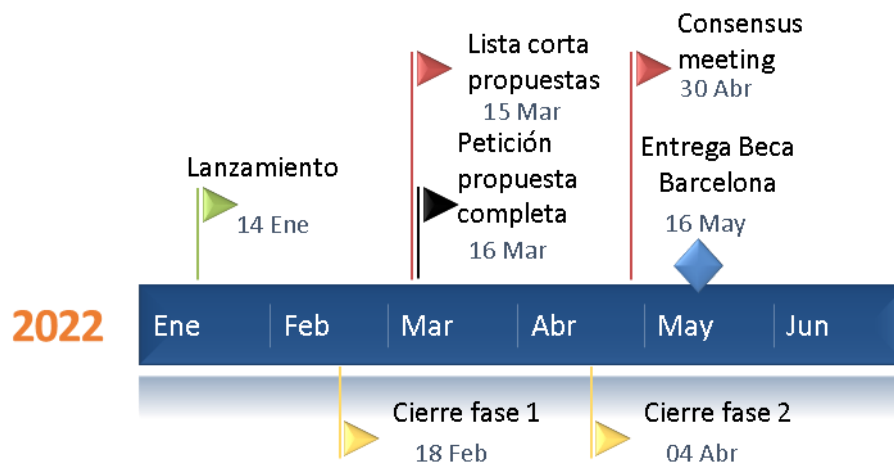 Lista corta
propuestas
15 Mar
Consensus
meeting
30 Abr
Lanzamiento
14 Ene
Petición
propuesta
completa
16 Mar
Entrega Beca
Barcelona
16 May
2022
Ene
Feb
Mar
Abr
May
Jun
Cierre fase 1
18 Feb
Cierre fase 2
04 Abr